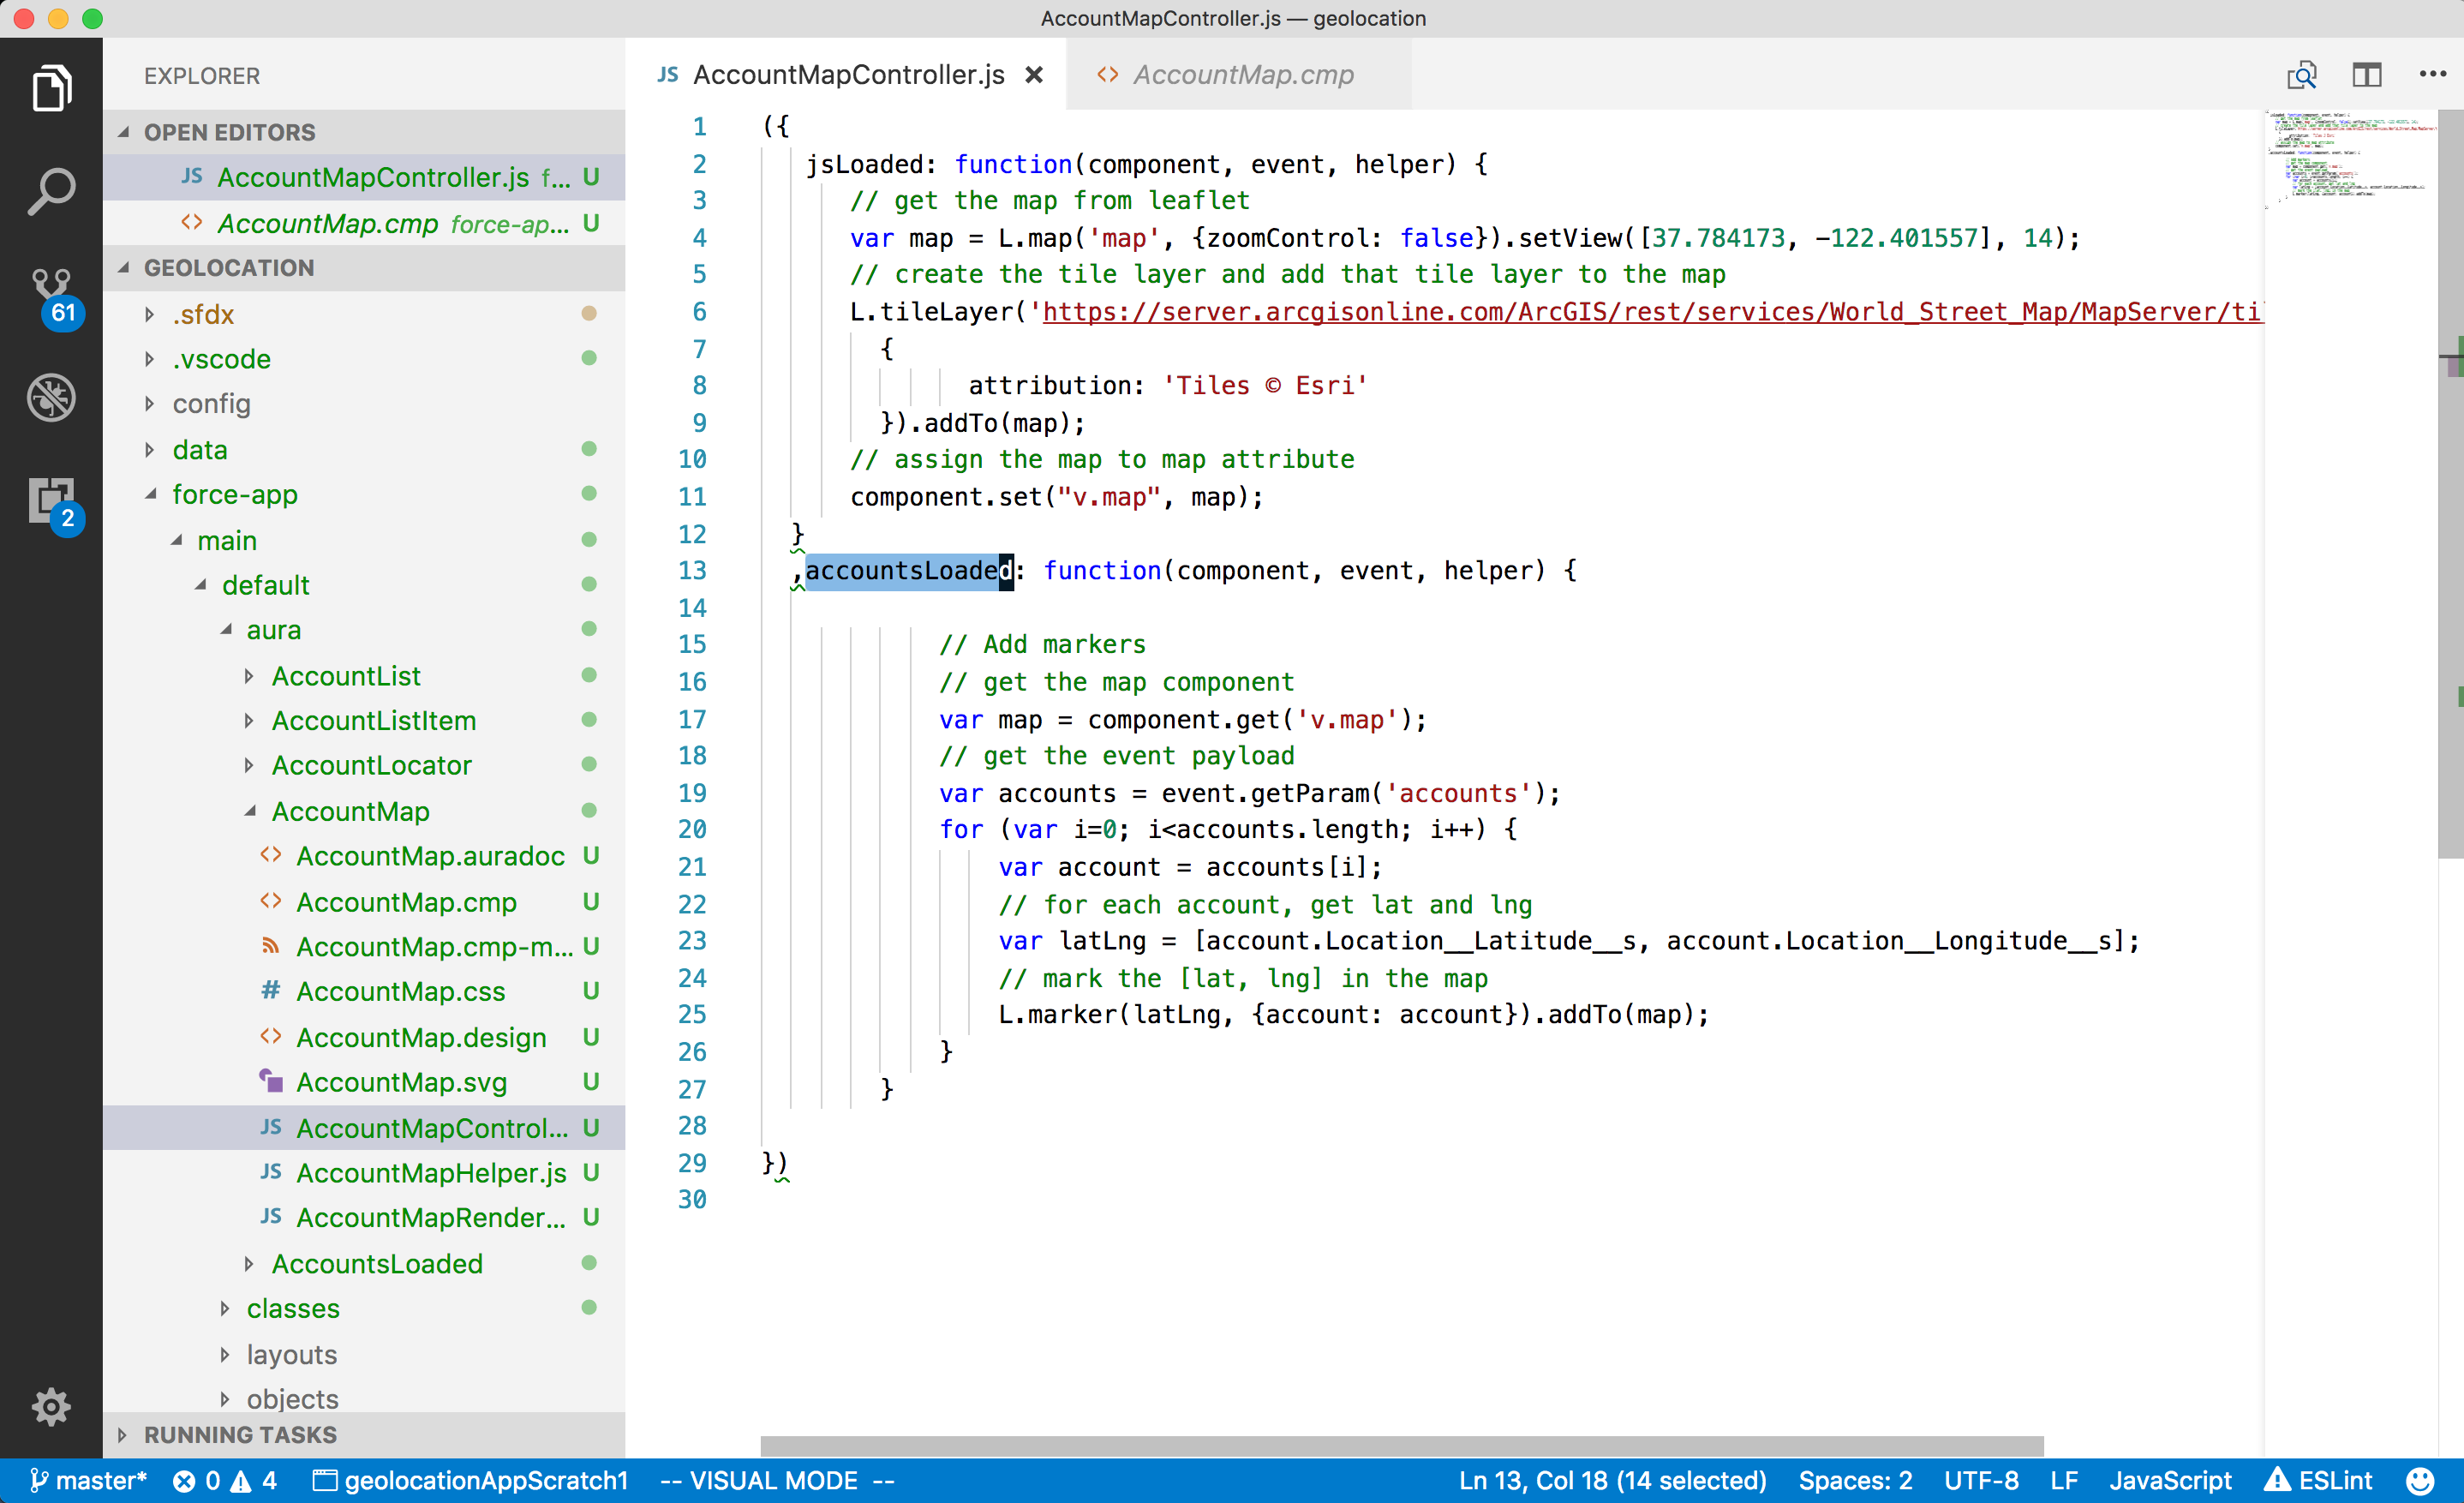 AccountMapController.js — geolocation
EXPLORER
OPEN EDITORS
JS AccountMapController.js f... U
<> AccountMap.cmp force-ap... U
GEOLOCATION
.sfdx
.vscode
config
data
force-app
main
default
aura
AccountList
AccountListItem
AccountLocator
AccountMap
<> AccountMap.auradoc U
<> AccountMap.cmp U
AccountMap.cmp-m... U
# AccountMap.css U
<> AccountMap.design U
AccountMap.svg U
JS AccountMapControl... U
JS AccountMapHelper.js U
JS AccountMapRender... U
AccountsLoaded
classes
layouts
objects
RUNNING TASKS
61
2
JS AccountMapController.js
<> AccountMap.cmp
1 ({
2 jsLoaded: function(component, event, helper) {
3 // get the map from leaflet
4 var map = L.map('map', {zoomControl: false}).setView([37.784173, -122.401557], 14);
5 // create the tile layer and add that tile layer to the map
6 L.tileLayer('https://server.arcgisonline.com/ArcGIS/rest/services/World_Street_Map/MapServer/til
7 {
8 attribution: 'Tiles © Esri'
9 }).addTo(map);
10 // assign the map to map attribute
11 component.set("v.map", map);
12 }
13 ,accountsLoaded: function(component, event, helper) {
14
15 // Add markers
16 // get the map component
17 var map = component.get('v.map');
18 // get the event payload
19 var accounts = event.getParam('accounts');
20 for (var i=0; i<accounts.length; i++) {
21 var account = accounts[i];
22 // for each account, get lat and lng
23 var latLng = [account.Location__Latitude__s, account.Location__Longitude__s];
24 // mark the [lat, lng] in the map
25 L.marker(latLng, {account: account}).addTo(map);
26 }
27 }
28
29 })
30
master* 0 4 geolocationAppScratch1 -- VISUAL MODE -- Ln 13, Col 18 (14 selected) Spaces: 2 UTF-8 LF JavaScript ESLint